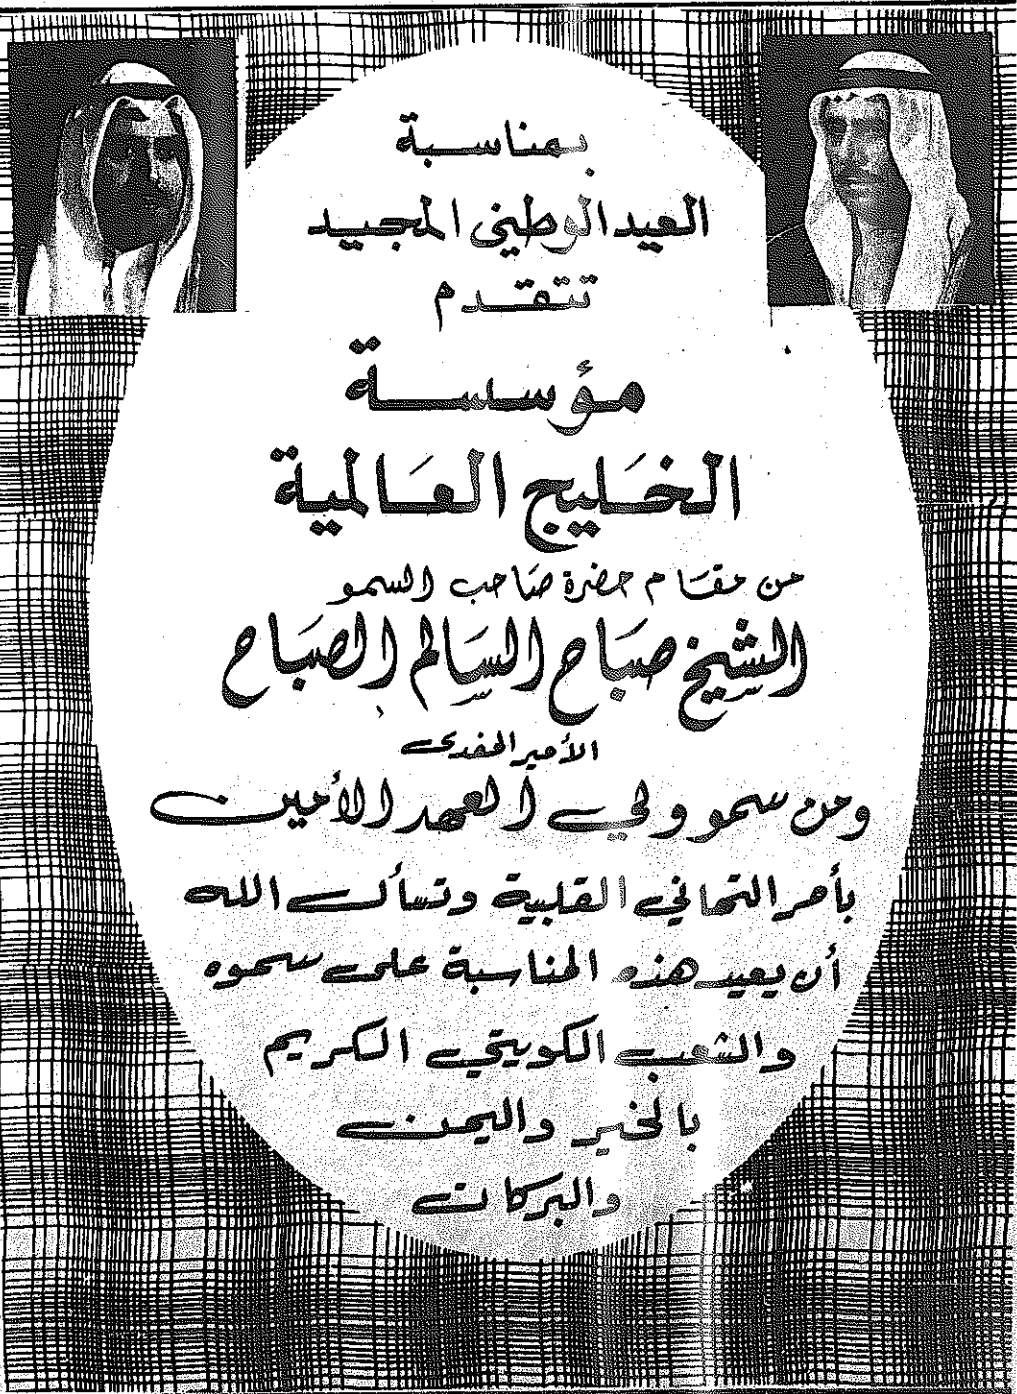 بمناسبة
العيد الوطني المجيد
تتقدم
مؤسسة
الخليج العالمية
من مقام حضرة صاحب السمو
الشيخ صباح السالم الصباح
الأمير المفدى
ومن سمو ولي العهد الأمين
بأحر التهاني القلبية وتسأل الله
أن يعيد هذه المناسبة على سموه
والشعب الكويتي الكريم
بالخير واليمن
والبركات